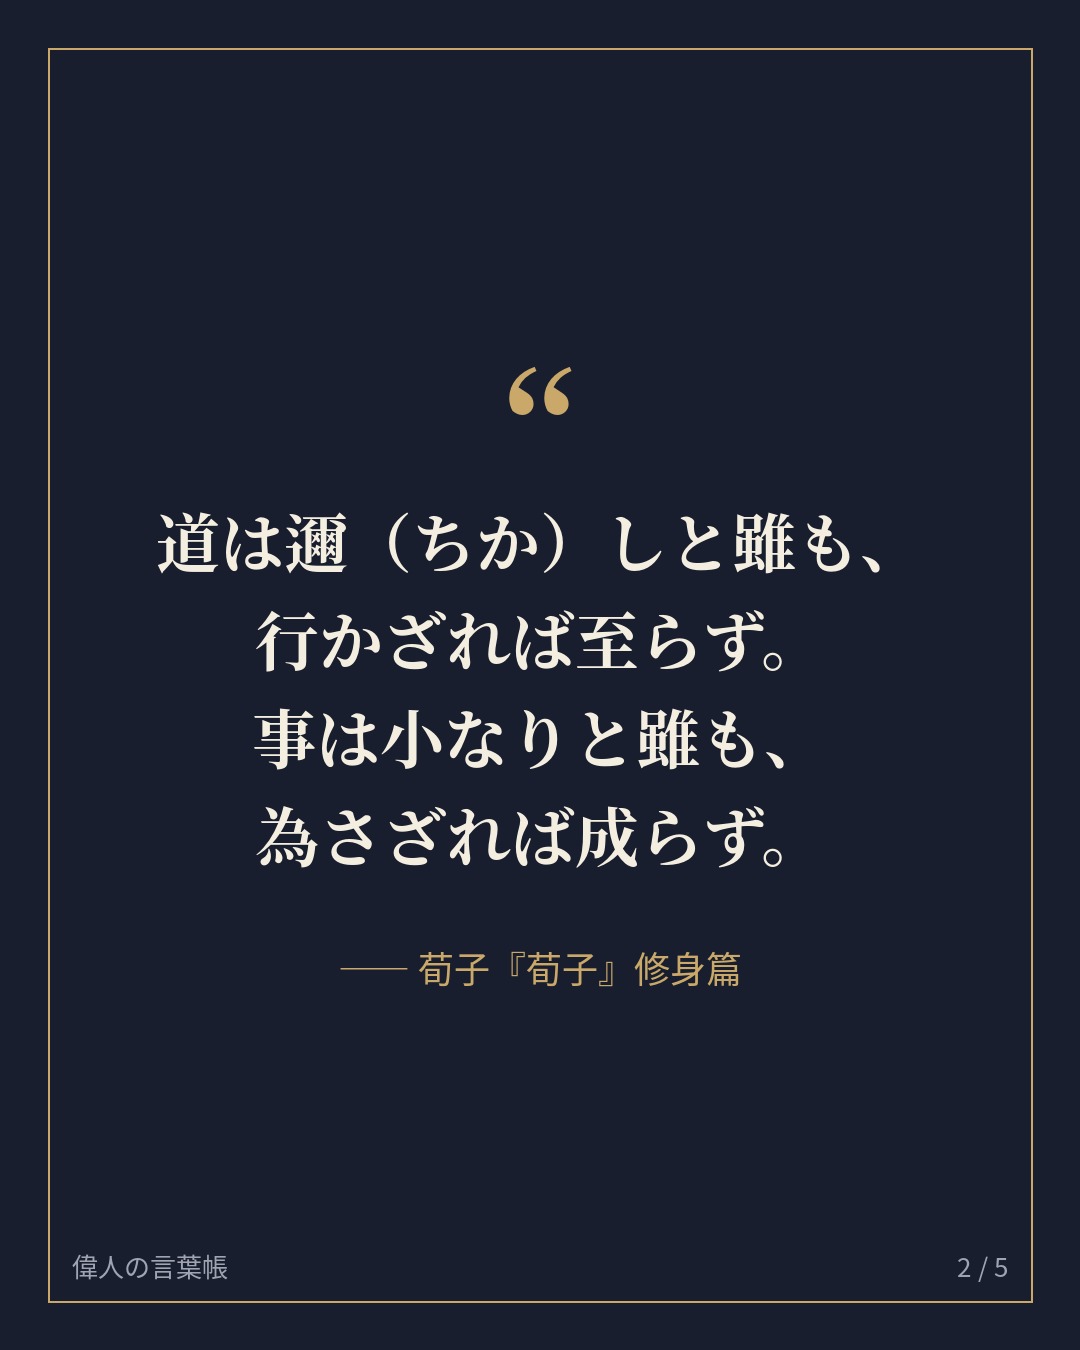 “
道は邇（ちか）しと雖も、
行かざれば至らず。
事は小なりと雖も、
為さざれば成らず。
—— 荀子『荀子』修身篇
偉人の言葉帳
2 / 5